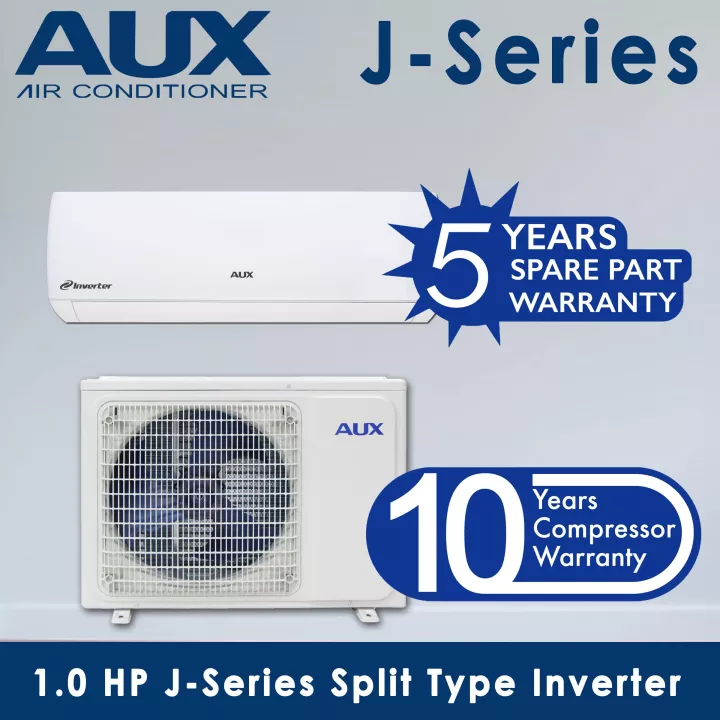 AUX
AIR CONDITIONER
J-Series
AUX
Inverter
5 YEARS
SPARE PART
WARRANTY
AUX
10 Years
Compressor
Warranty
1.0 HP J-Series Split Type Inverter